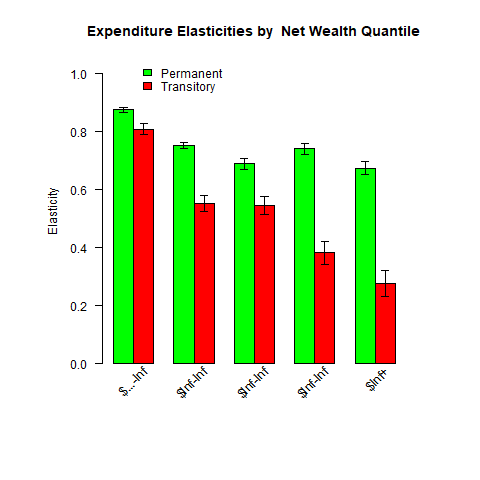 Expenditure Elasticities by  Net Wealth Quantile
Permanent
Transitory
Elasticity
1.0
0.8
0.6
0.4
0.2
0.0
$...-Inf
$Inf-Inf
$Inf-Inf
$Inf-Inf
$Inf+